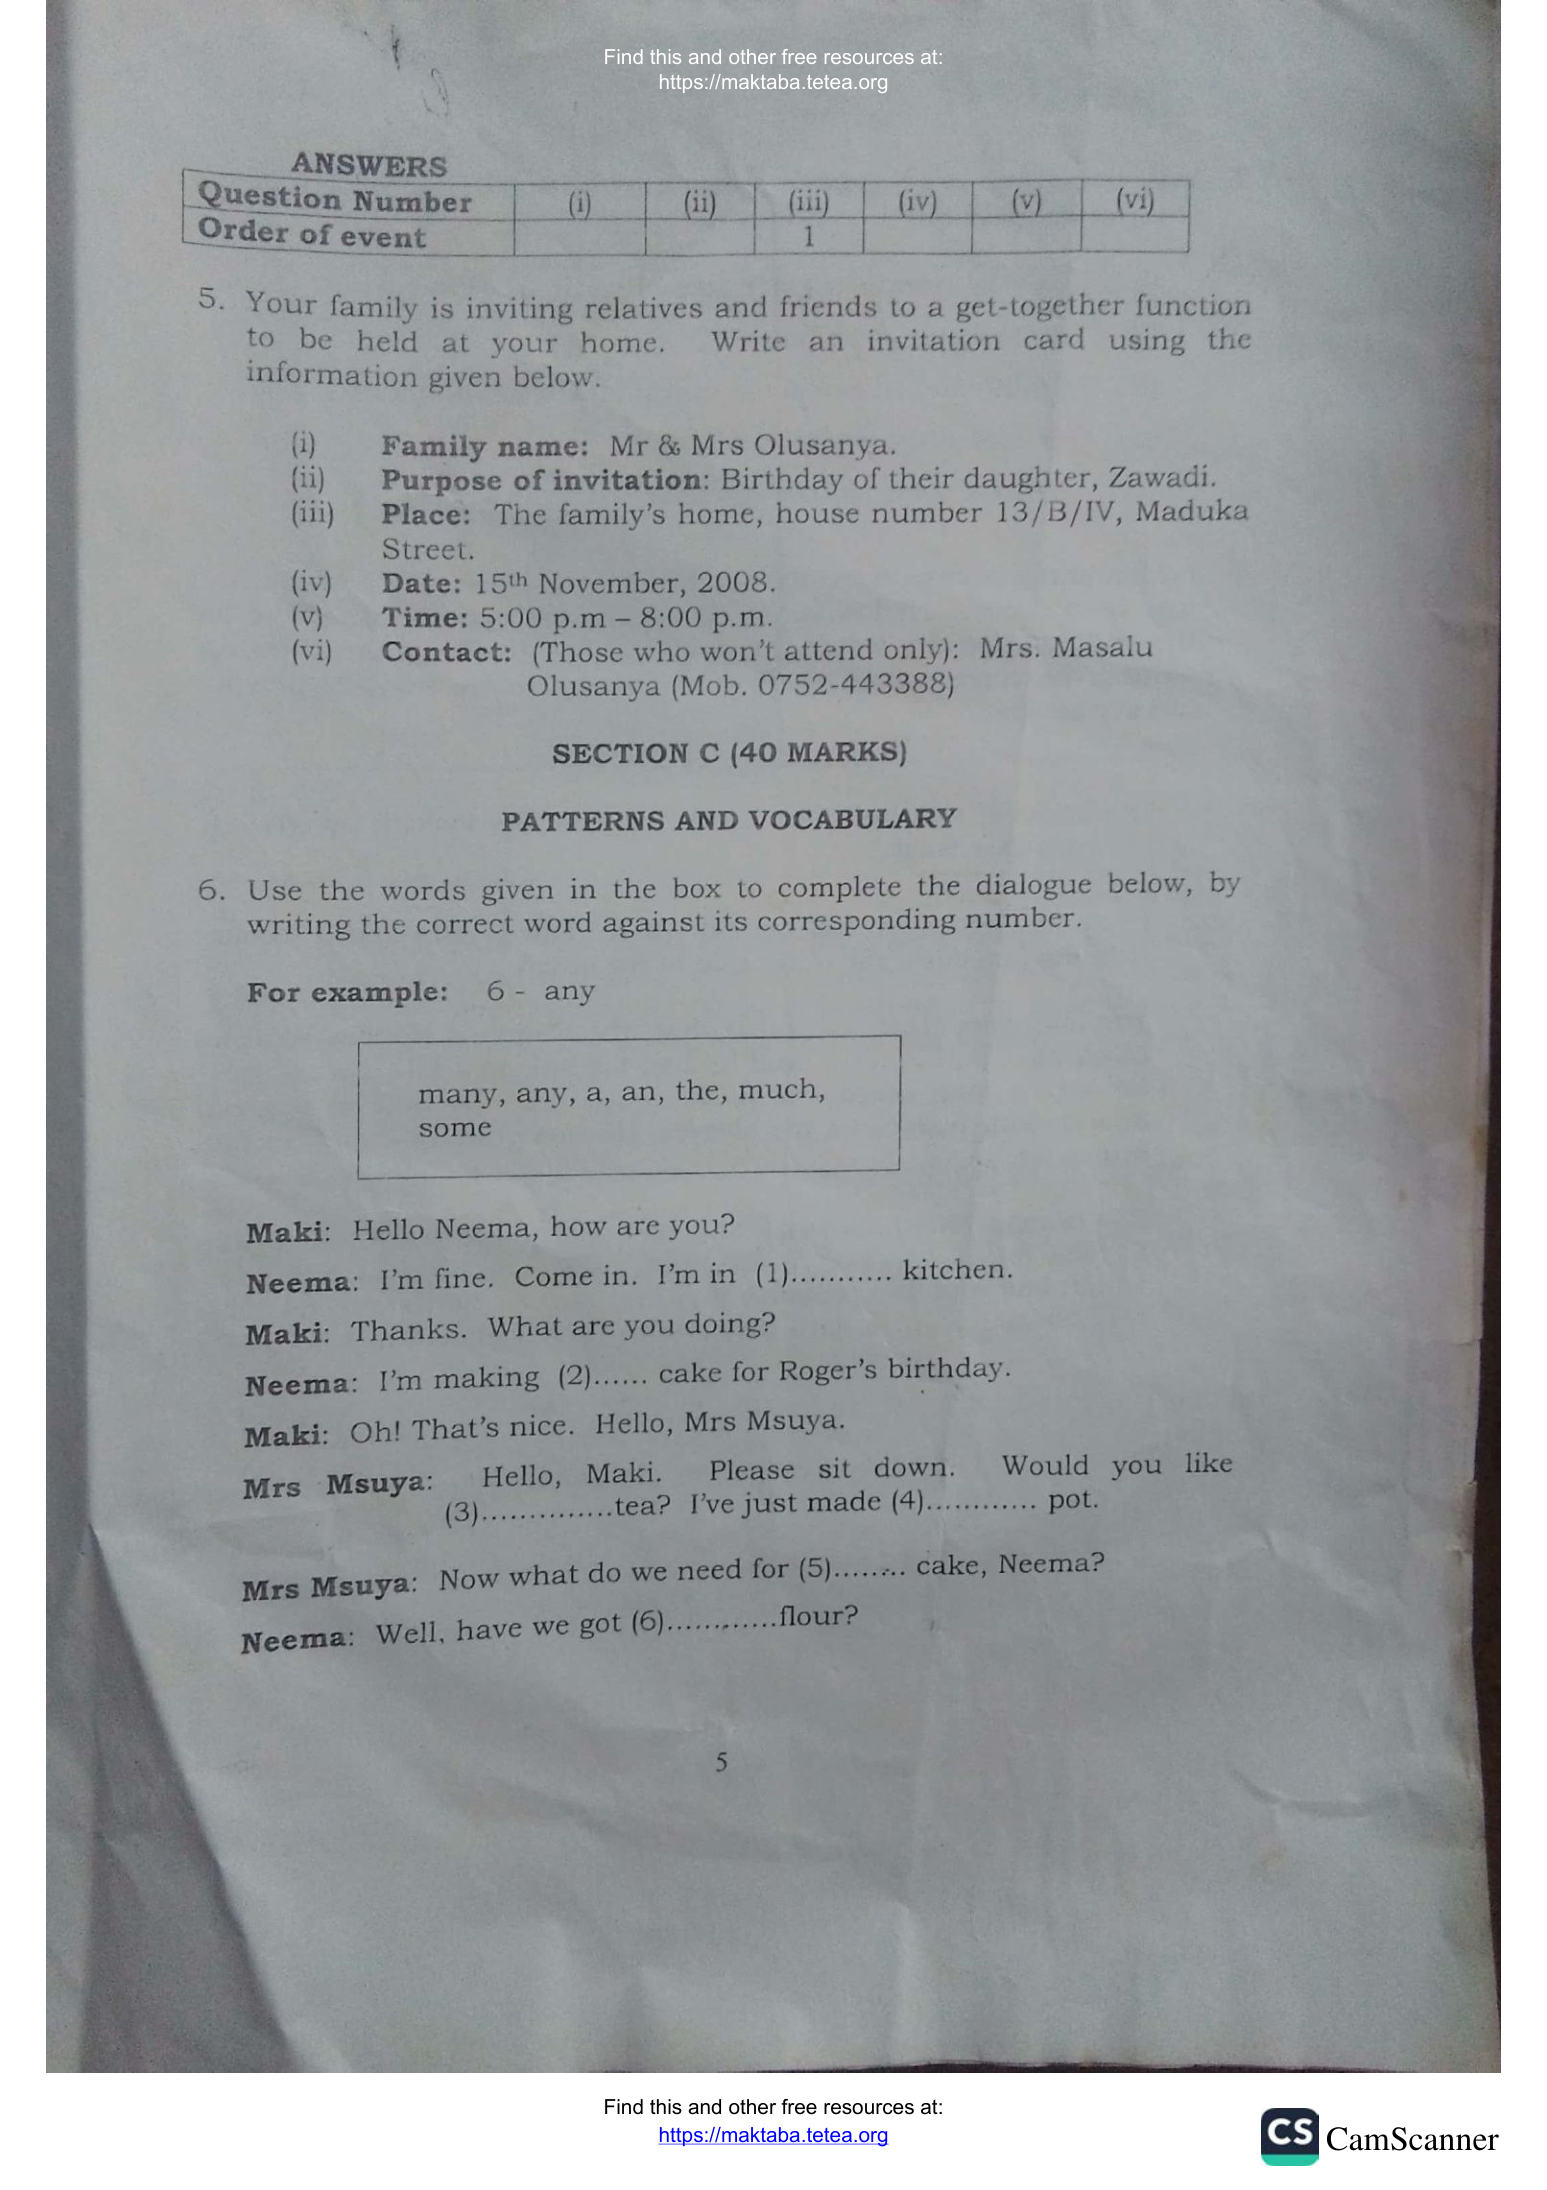 Find this and other free resources at:
https://maktaba.tetea.org
ANSWERS
Question Number (i) (ii) (iii) (iv) (v) (vi)
Order of event 1
5. Your family is inviting relatives and friends to a get-together function
to be held at your home. Write an invitation card using the
information given below.
(i) Family name: Mr & Mrs Olusanya.
(ii) Purpose of invitation: Birthday of their daughter, Zawadi.
(iii) Place: The family's home, house number 13/B/IV, Maduka
Street.
(iv) Date: 15th November, 2008.
(v) Time: 5:00 p.m – 8:00 p.m.
(vi) Contact: (Those who won't attend only): Mrs. Masalu
Olusanya (Mob. 0752-443388)
SECTION C (40 MARKS)
PATTERNS AND VOCABULARY
6. Use the words given in the box to complete the dialogue below, by
writing the correct word against its corresponding number.
For example: 6 - any
many, any, a, an, the, much,
some
Maki: Hello Neema, how are you?
Neema: I'm fine. Come in. I'm in (1)........... kitchen.
Maki: Thanks. What are you doing?
Neema: I'm making (2)...... cake for Roger's birthday.
Maki: Oh! That's nice. Hello, Mrs Msuya.
Mrs Msuya: Hello, Maki. Please sit down. Would you like
(3)..............tea? I've just made (4)............ pot.
Mrs Msuya: Now what do we need for (5)........ cake, Neema?
Neema: Well, have we got (6)............flour?
5
Find this and other free resources at:
https://maktaba.tetea.org
CS CamScanner